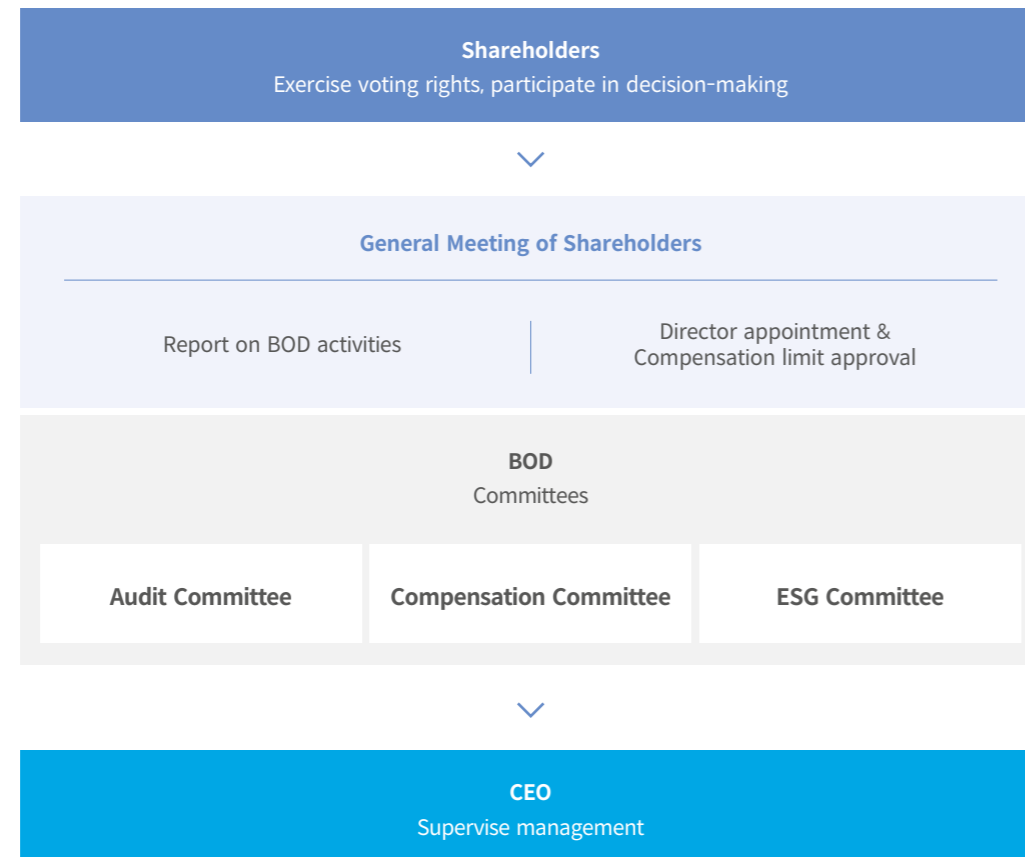 Shareholders
Exercise voting rights, participate in decision-making
General Meeting of Shareholders
Report on BOD activities
Director appointment &
Compensation limit approval
BOD
Committees
Audit Committee
Compensation Committee
ESG Committee
CEO
Supervise management